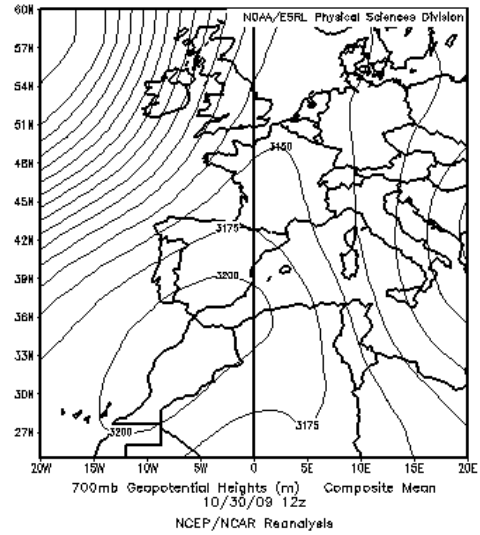 NOAA/ESRL Physical Sciences Division
60N
57N
54N
51N
48N
45N
42N
39N
36N
33N
30N
27N
3150
3175
3200
3200
3175
20W 15W 10W 5W 0 5E 10E 15E 20E
700mb Geopotential Heights (m) Composite Mean
10/30/09 12z
NCEP/NCAR Reanalysis